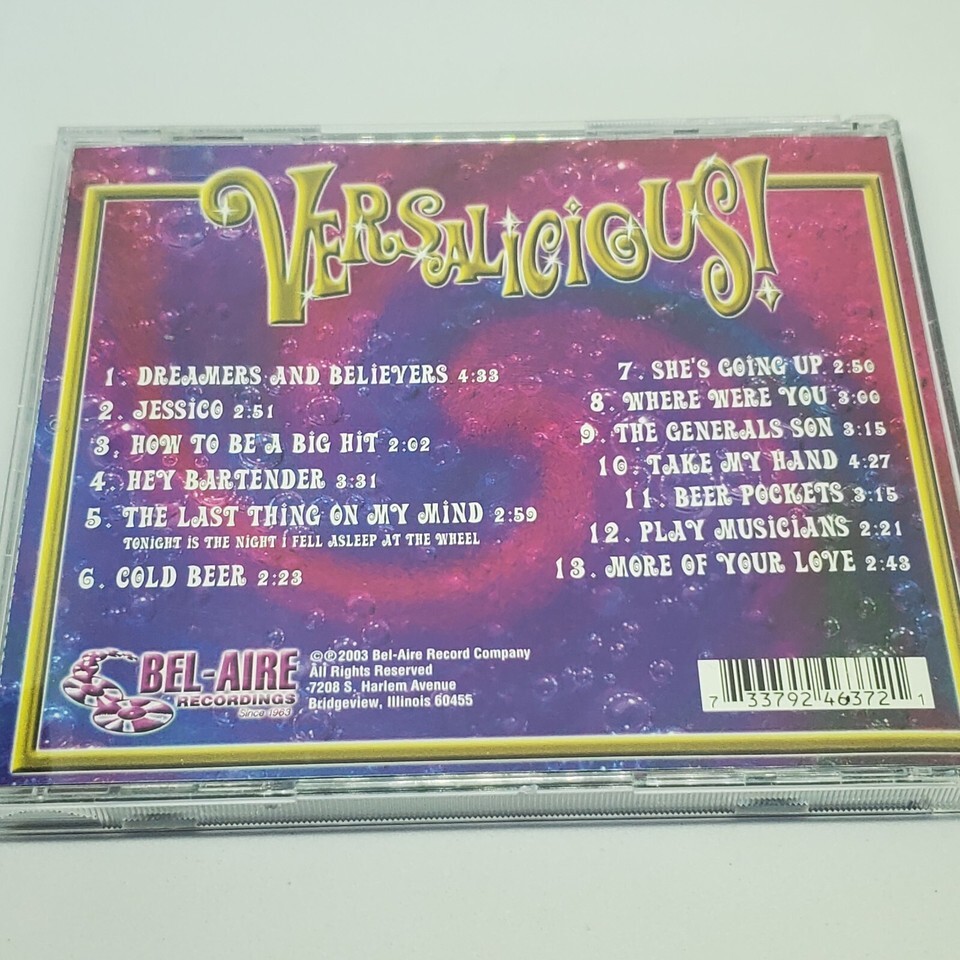 VERSALICIOUS!
1. DREAMERS AND BELIEVERS 4:33
2. JESSICO 2:51
3. HOW TO BE A BIG HIT 2:02
4. HEY BARTENDER 3:31
5. THE LAST THING ON MY MIND 2:59
TONIGHT IS THE NIGHT I FELL ASLEEP AT THE WHEEL
6. COLD BEER 2:23
7. SHE'S GOING UP 2:50
8. WHERE WERE YOU 3:00
9. THE GENERALS SON 3:15
10. TAKE MY HAND 4:27
11. BEER POCKETS 3:15
12. PLAY MUSICIANS 2:21
13. MORE OF YOUR LOVE 2:43
BEL-AIRE
RECORDINGS
Since 1963
©℗2003 Bel-Aire Record Company
All Rights Reserved
7208 S. Harlem Avenue
Bridgeview, Illinois 60455
7 33792 46372 1